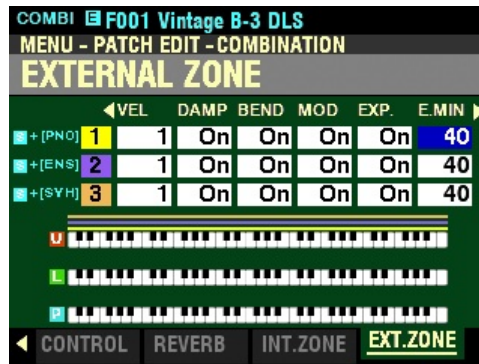 COMBI E F001 Vintage B-3 DLS
MENU - PATCH EDIT - COMBINATION
EXTERNAL ZONE
VEL DAMP BEND MOD EXP. E.MIN
S+[PNO] 1 1 On On On On 40
S+[ENS] 2 1 On On On On 40
S+[SYH] 3 1 On On On On 40
U
L
P
CONTROL REVERB INT.ZONE EXT.ZONE